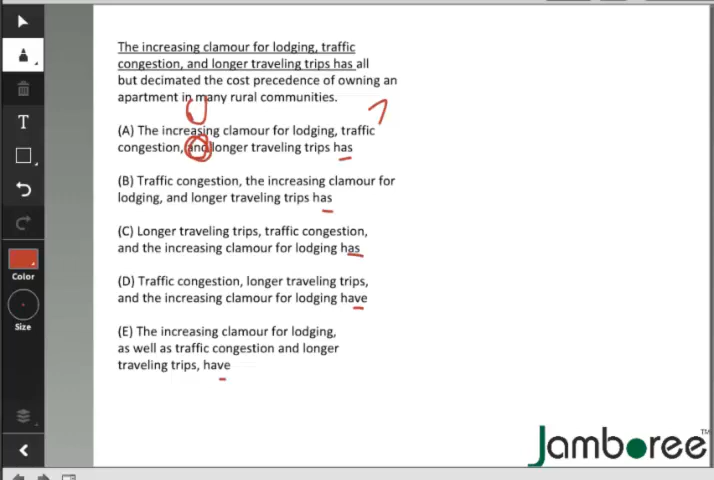 The increasing clamour for lodging, traffic
congestion, and longer traveling trips has all
but decimated the cost precedence of owning an
apartment in many rural communities.
(A) The increasing clamour for lodging, traffic
congestion, and longer traveling trips has
(B) Traffic congestion, the increasing clamour for
lodging, and longer traveling trips has
(C) Longer traveling trips, traffic congestion,
and the increasing clamour for lodging has
(D) Traffic congestion, longer traveling trips,
and the increasing clamour for lodging have
(E) The increasing clamour for lodging,
as well as traffic congestion and longer
traveling trips, have
T
Color
Size
Jamboree™